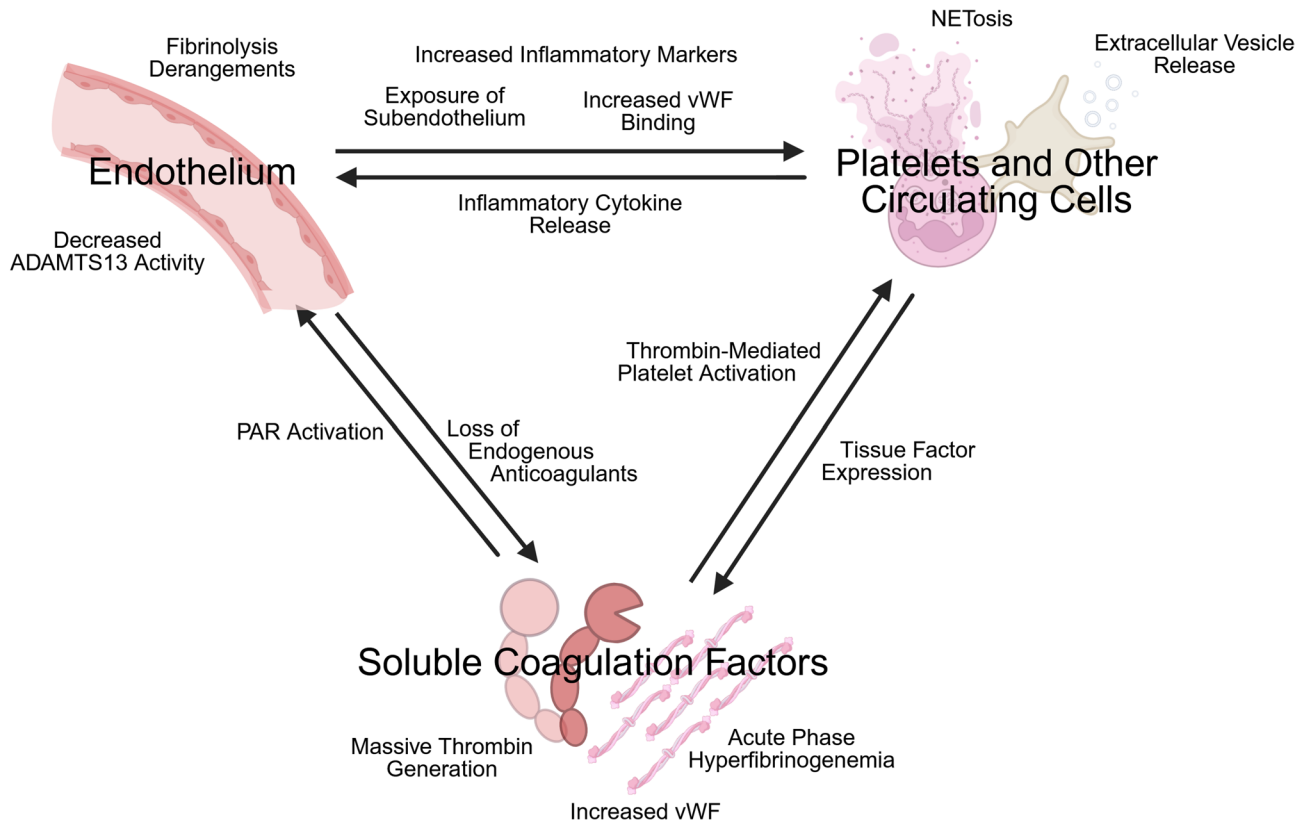 NETosis
Fibrinolysis
Derangements
Increased Inflammatory Markers
Extracellular Vesicle
Release
Exposure of
Subendothelium
Increased vWF
Binding
Endothelium
Platelets and Other
Circulating Cells
Inflammatory Cytokine
Release
Decreased
ADAMTS13 Activity
Thrombin-Mediated
Platelet Activation
PAR Activation
Loss of
Endogenous
Anticoagulants
Tissue Factor
Expression
Soluble Coagulation Factors
Massive Thrombin
Generation
Acute Phase
Hyperfibrinogenemia
Increased vWF